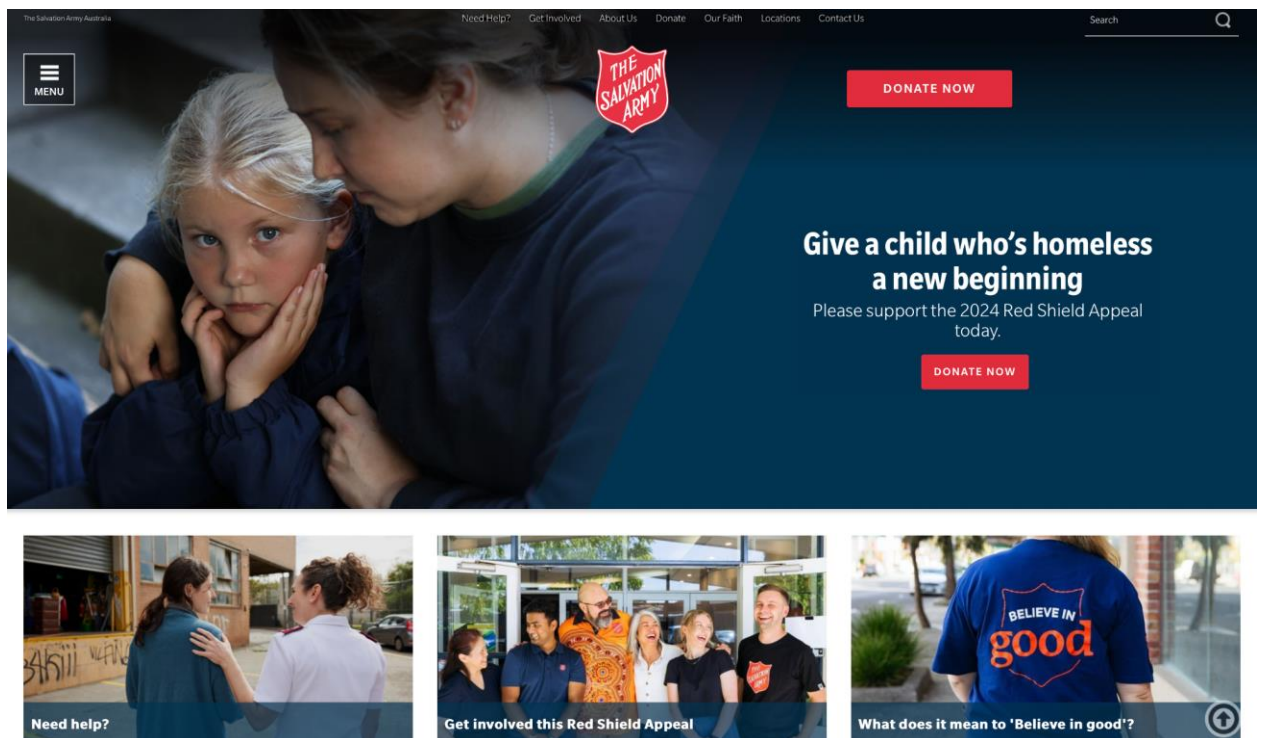 The Salvation Army Australia
Need Help? Get Involved About Us Donate Our Faith Locations Contact Us
Search
MENU
THE
SALVATION
ARMY
DONATE NOW
Give a child who's homeless
a new beginning
Please support the 2024 Red Shield Appeal
today.
DONATE NOW
Need help?
Get involved this Red Shield Appeal
BELIEVE IN
good
What does it mean to 'Believe in good'?